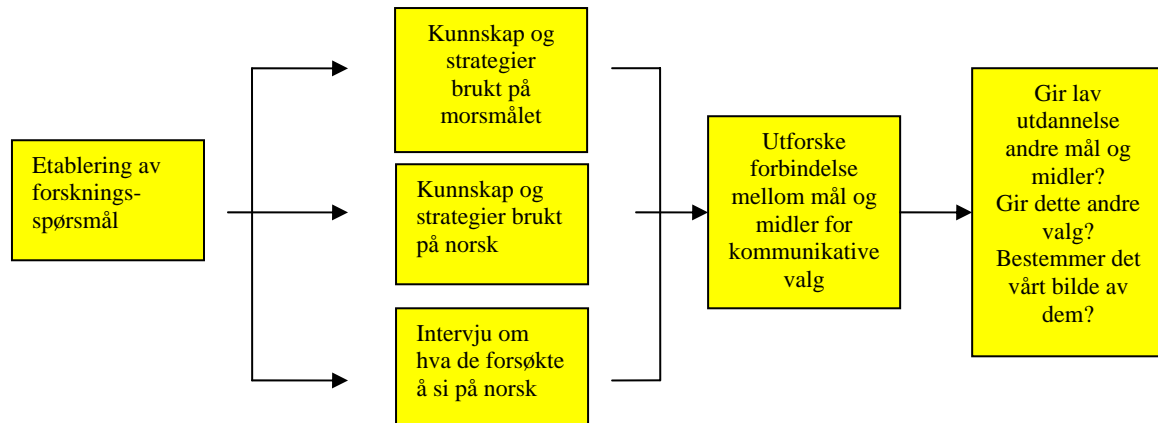 Etablering av
forsknings-
spørsmål
Kunnskap og
strategier
brukt på
morsmålet
Kunnskap og
strategier brukt
på norsk
Intervju om
hva de forsøkte
å si på norsk
Utforske
forbindelse
mellom mål og
midler for
kommunikative
valg
Gir lav
utdannelse
andre mål og
midler?
Gir dette andre
valg?
Bestemmer det
vårt bilde av
dem?